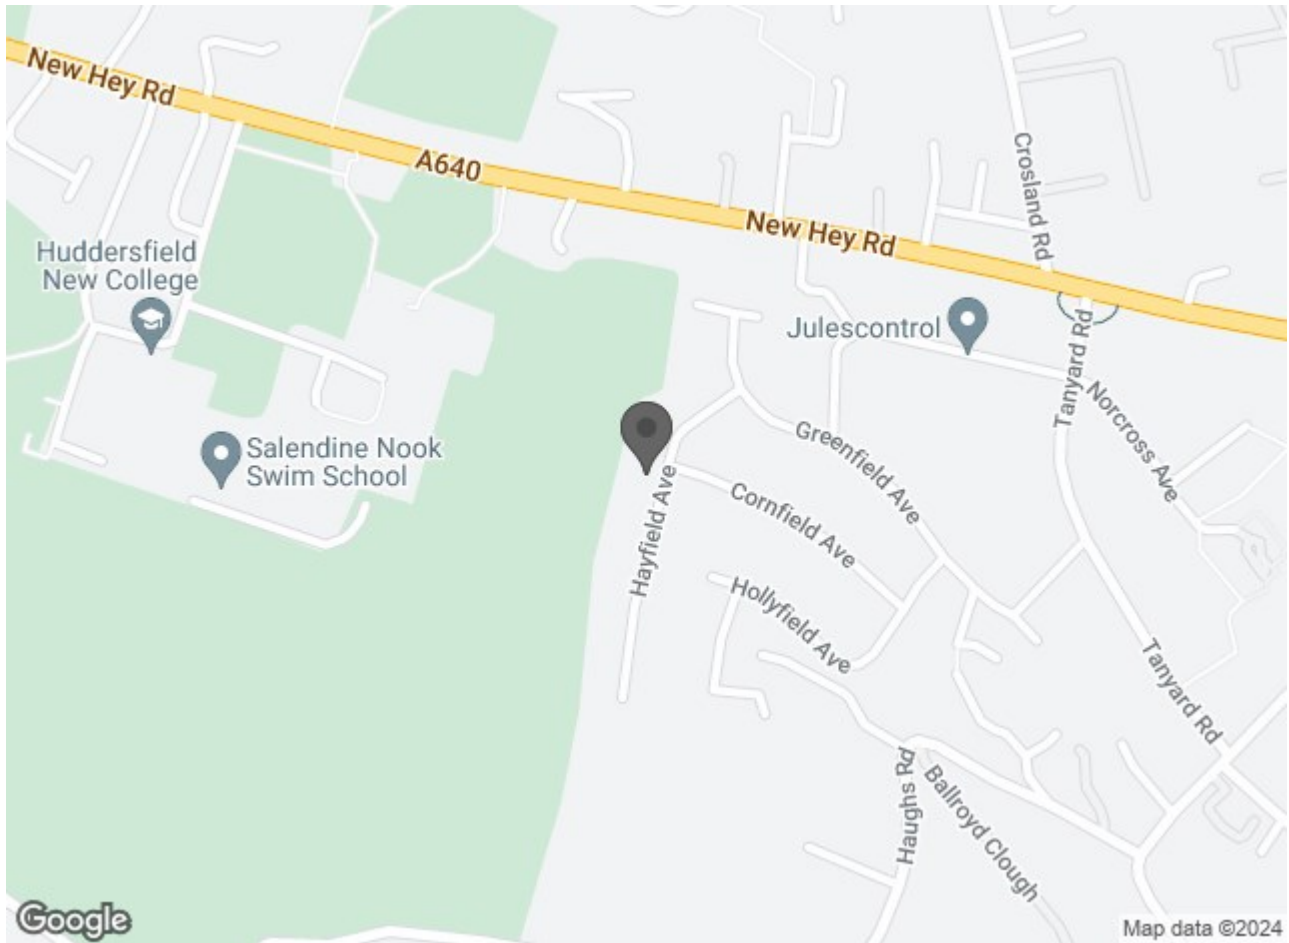 New Hey Rd
A640
Crosland Rd
New Hey Rd
Huddersfield
New College
Julescontrol
Tanyard Rd
Norcross Ave
Salendine Nook
Swim School
Greenfield Ave
Cornfield Ave
Hayfield Ave
Hollyfield Ave
Tanyard Rd
Haughs Rd
Ballroyd Clough
Google
Map data ©2024